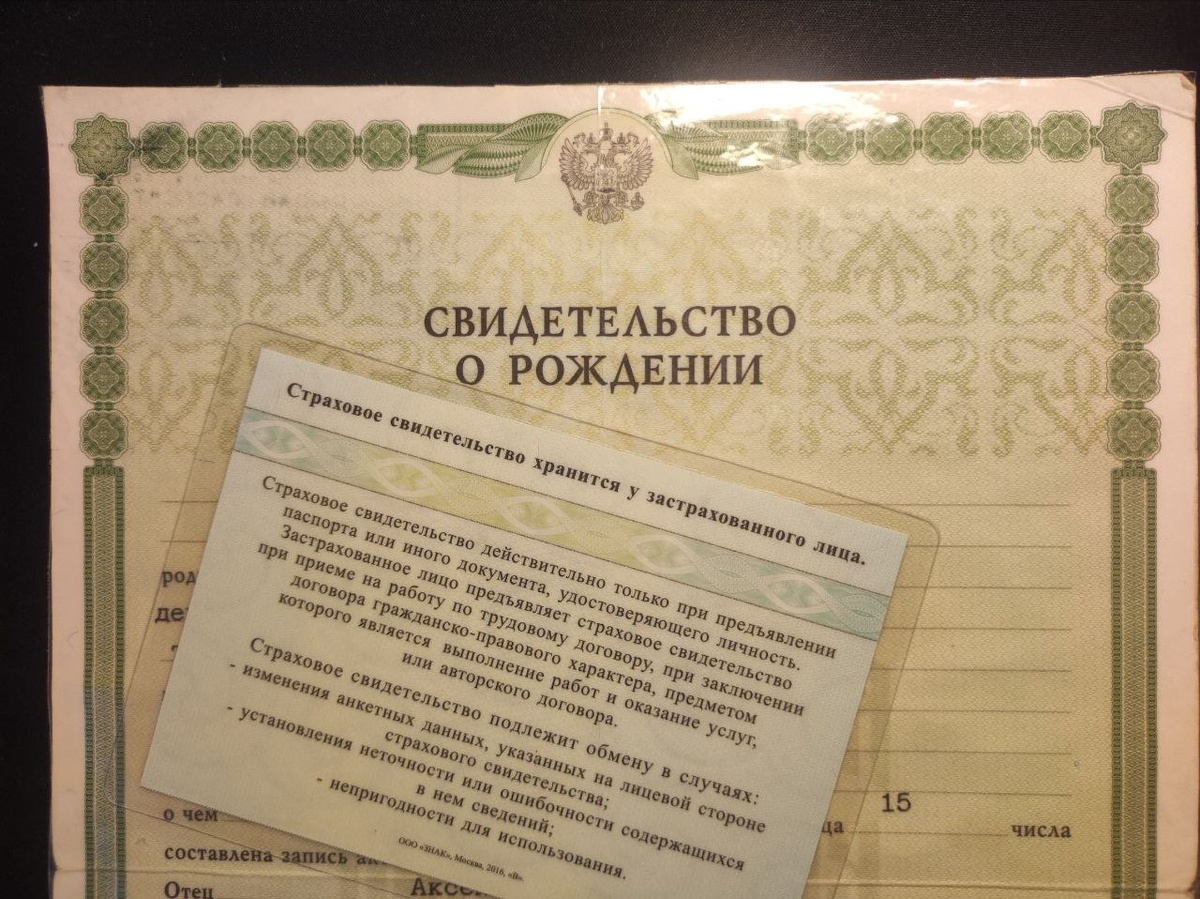 СВИДЕТЕЛЬСТВО
О РОЖДЕНИИ
Страховое свидетельство хранится у застрахованного лица.
Страховое свидетельство действительно только при предъявлении
паспорта или иного документа, удостоверяющего личность.
Застрахованное лицо предъявляет страховое свидетельство
при приеме на работу по трудовому договору, при заключении
договора гражданско-правового характера, предметом
которого является выполнение работ и оказание услуг,
или авторского договора.
Страховое свидетельство подлежит обмену в случаях:
- изменения анкетных данных, указанных на лицевой стороне
страхового свидетельства;
- установления неточности или ошибочности содержащихся
в нем сведений;
- непригодности для использования.
ООО «ЗНАК», Москва, 2016, «В».
15
о чем числа
составлена запись
Отец